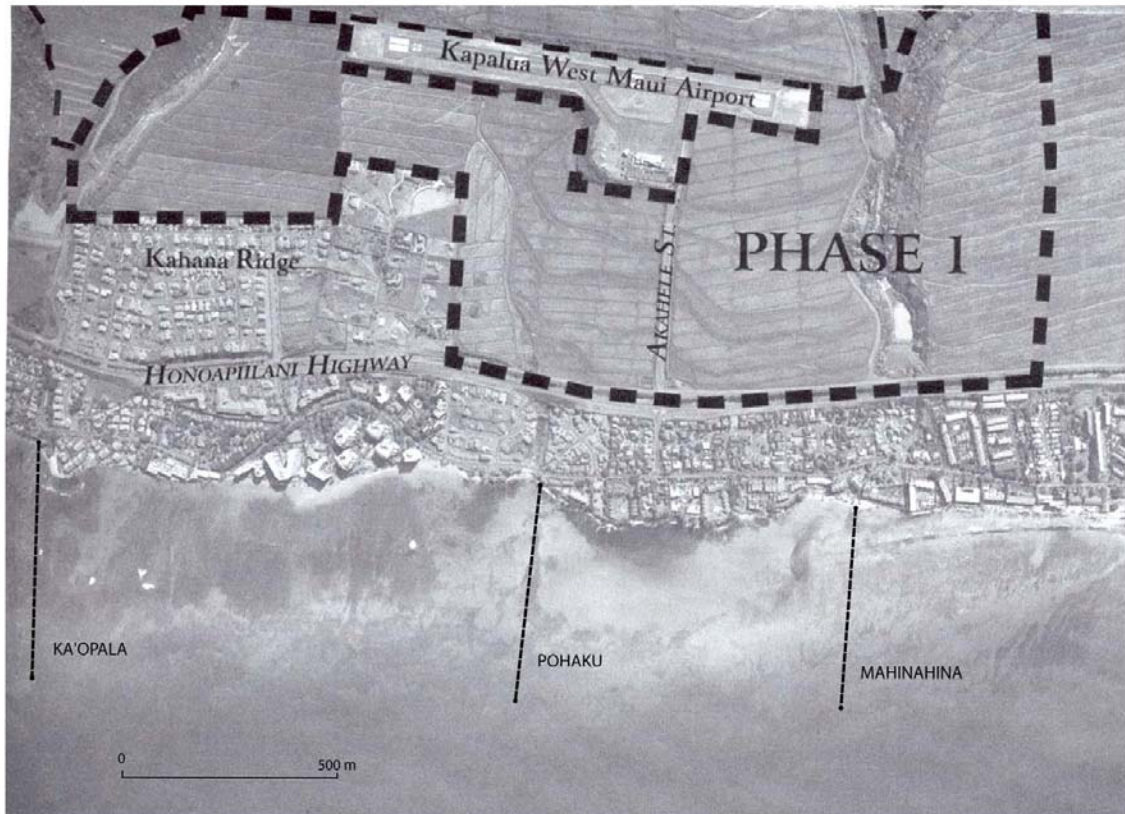 Kapalua West Maui Airport
Kahana Ridge
PHASE 1
AKAHELE ST.
HONOAPIILANI HIGHWAY
KA'OPALA
POHAKU
MAHINAHINA
0 500 m